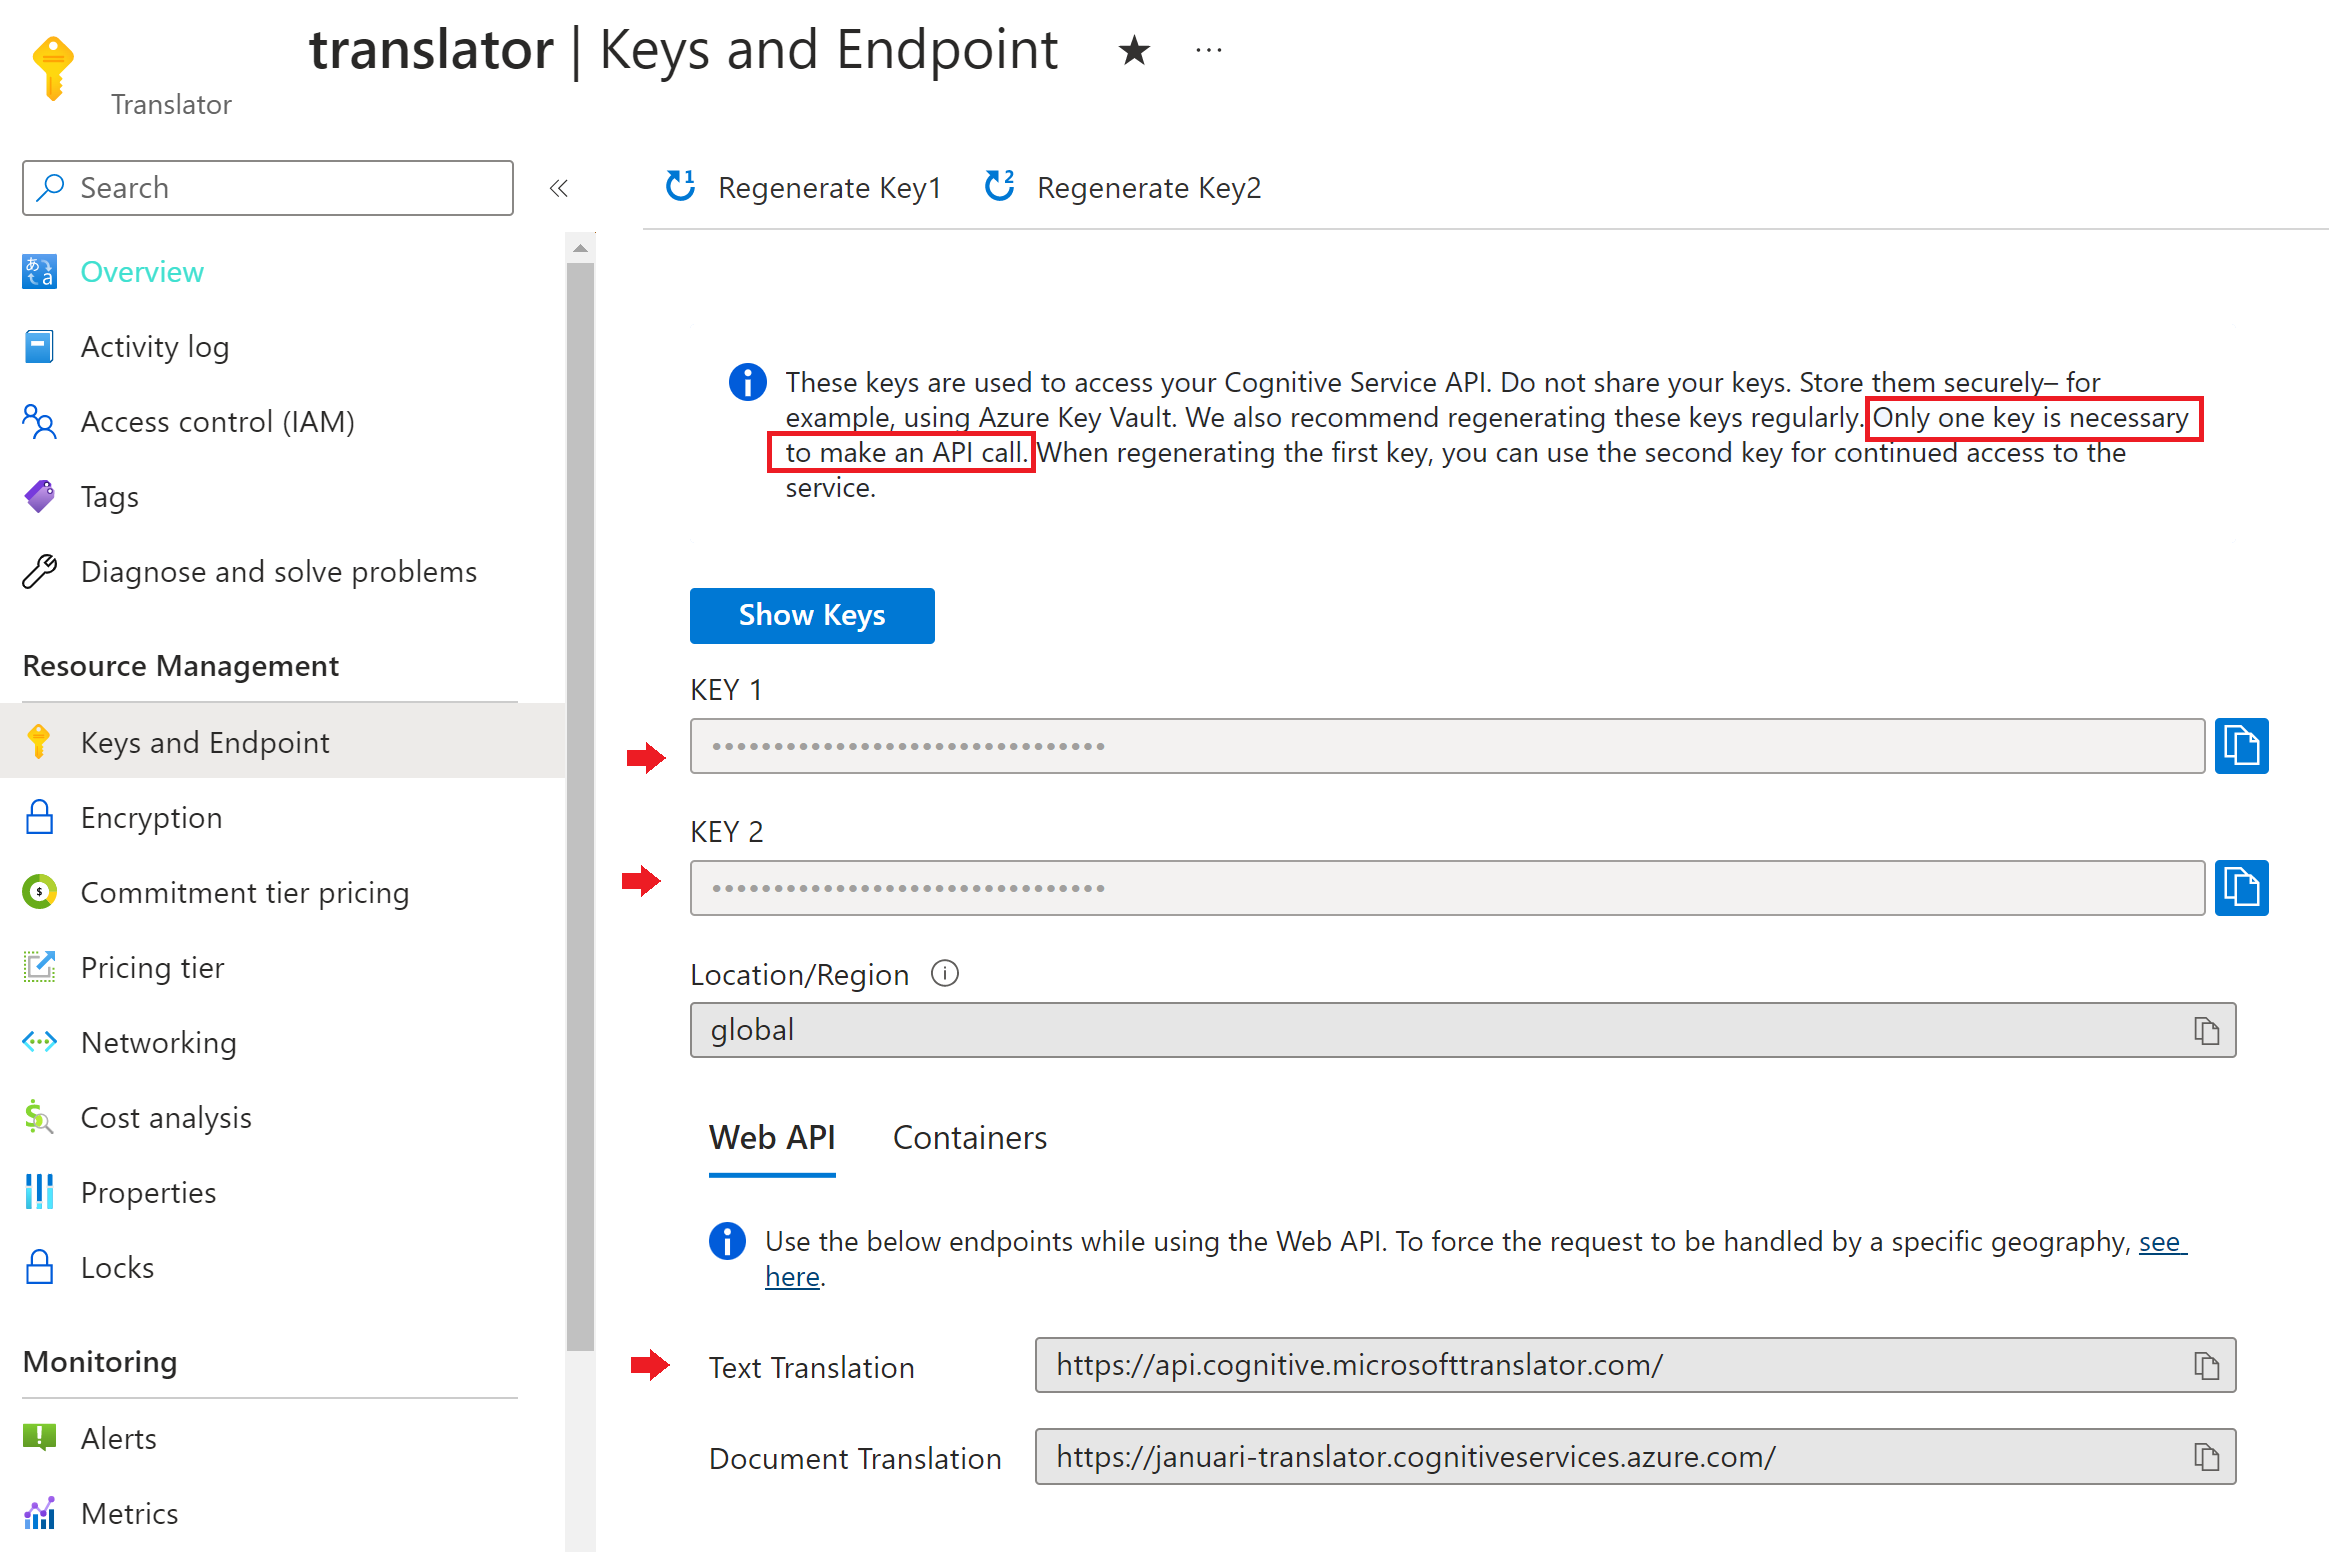 translator | Keys and Endpoint
Translator
Search
Overview
Activity log
Access control (IAM)
Tags
Diagnose and solve problems
Resource Management
Keys and Endpoint
Encryption
Commitment tier pricing
Pricing tier
Networking
Cost analysis
Properties
Locks
Monitoring
Alerts
Metrics
Regenerate Key1
Regenerate Key2
These keys are used to access your Cognitive Service API. Do not share your keys. Store them securely– for
example, using Azure Key Vault. We also recommend regenerating these keys regularly. Only one key is necessary
to make an API call. When regenerating the first key, you can use the second key for continued access to the
service.
Show Keys
KEY 1
••••••••••••••••••••••••••••••••
KEY 2
••••••••••••••••••••••••••••••••
Location/Region
global
Web API
Containers
Use the below endpoints while using the Web API. To force the request to be handled by a specific geography, see
here.
Text Translation
https://api.cognitive.microsofttranslator.com/
Document Translation
https://januari-translator.cognitiveservices.azure.com/